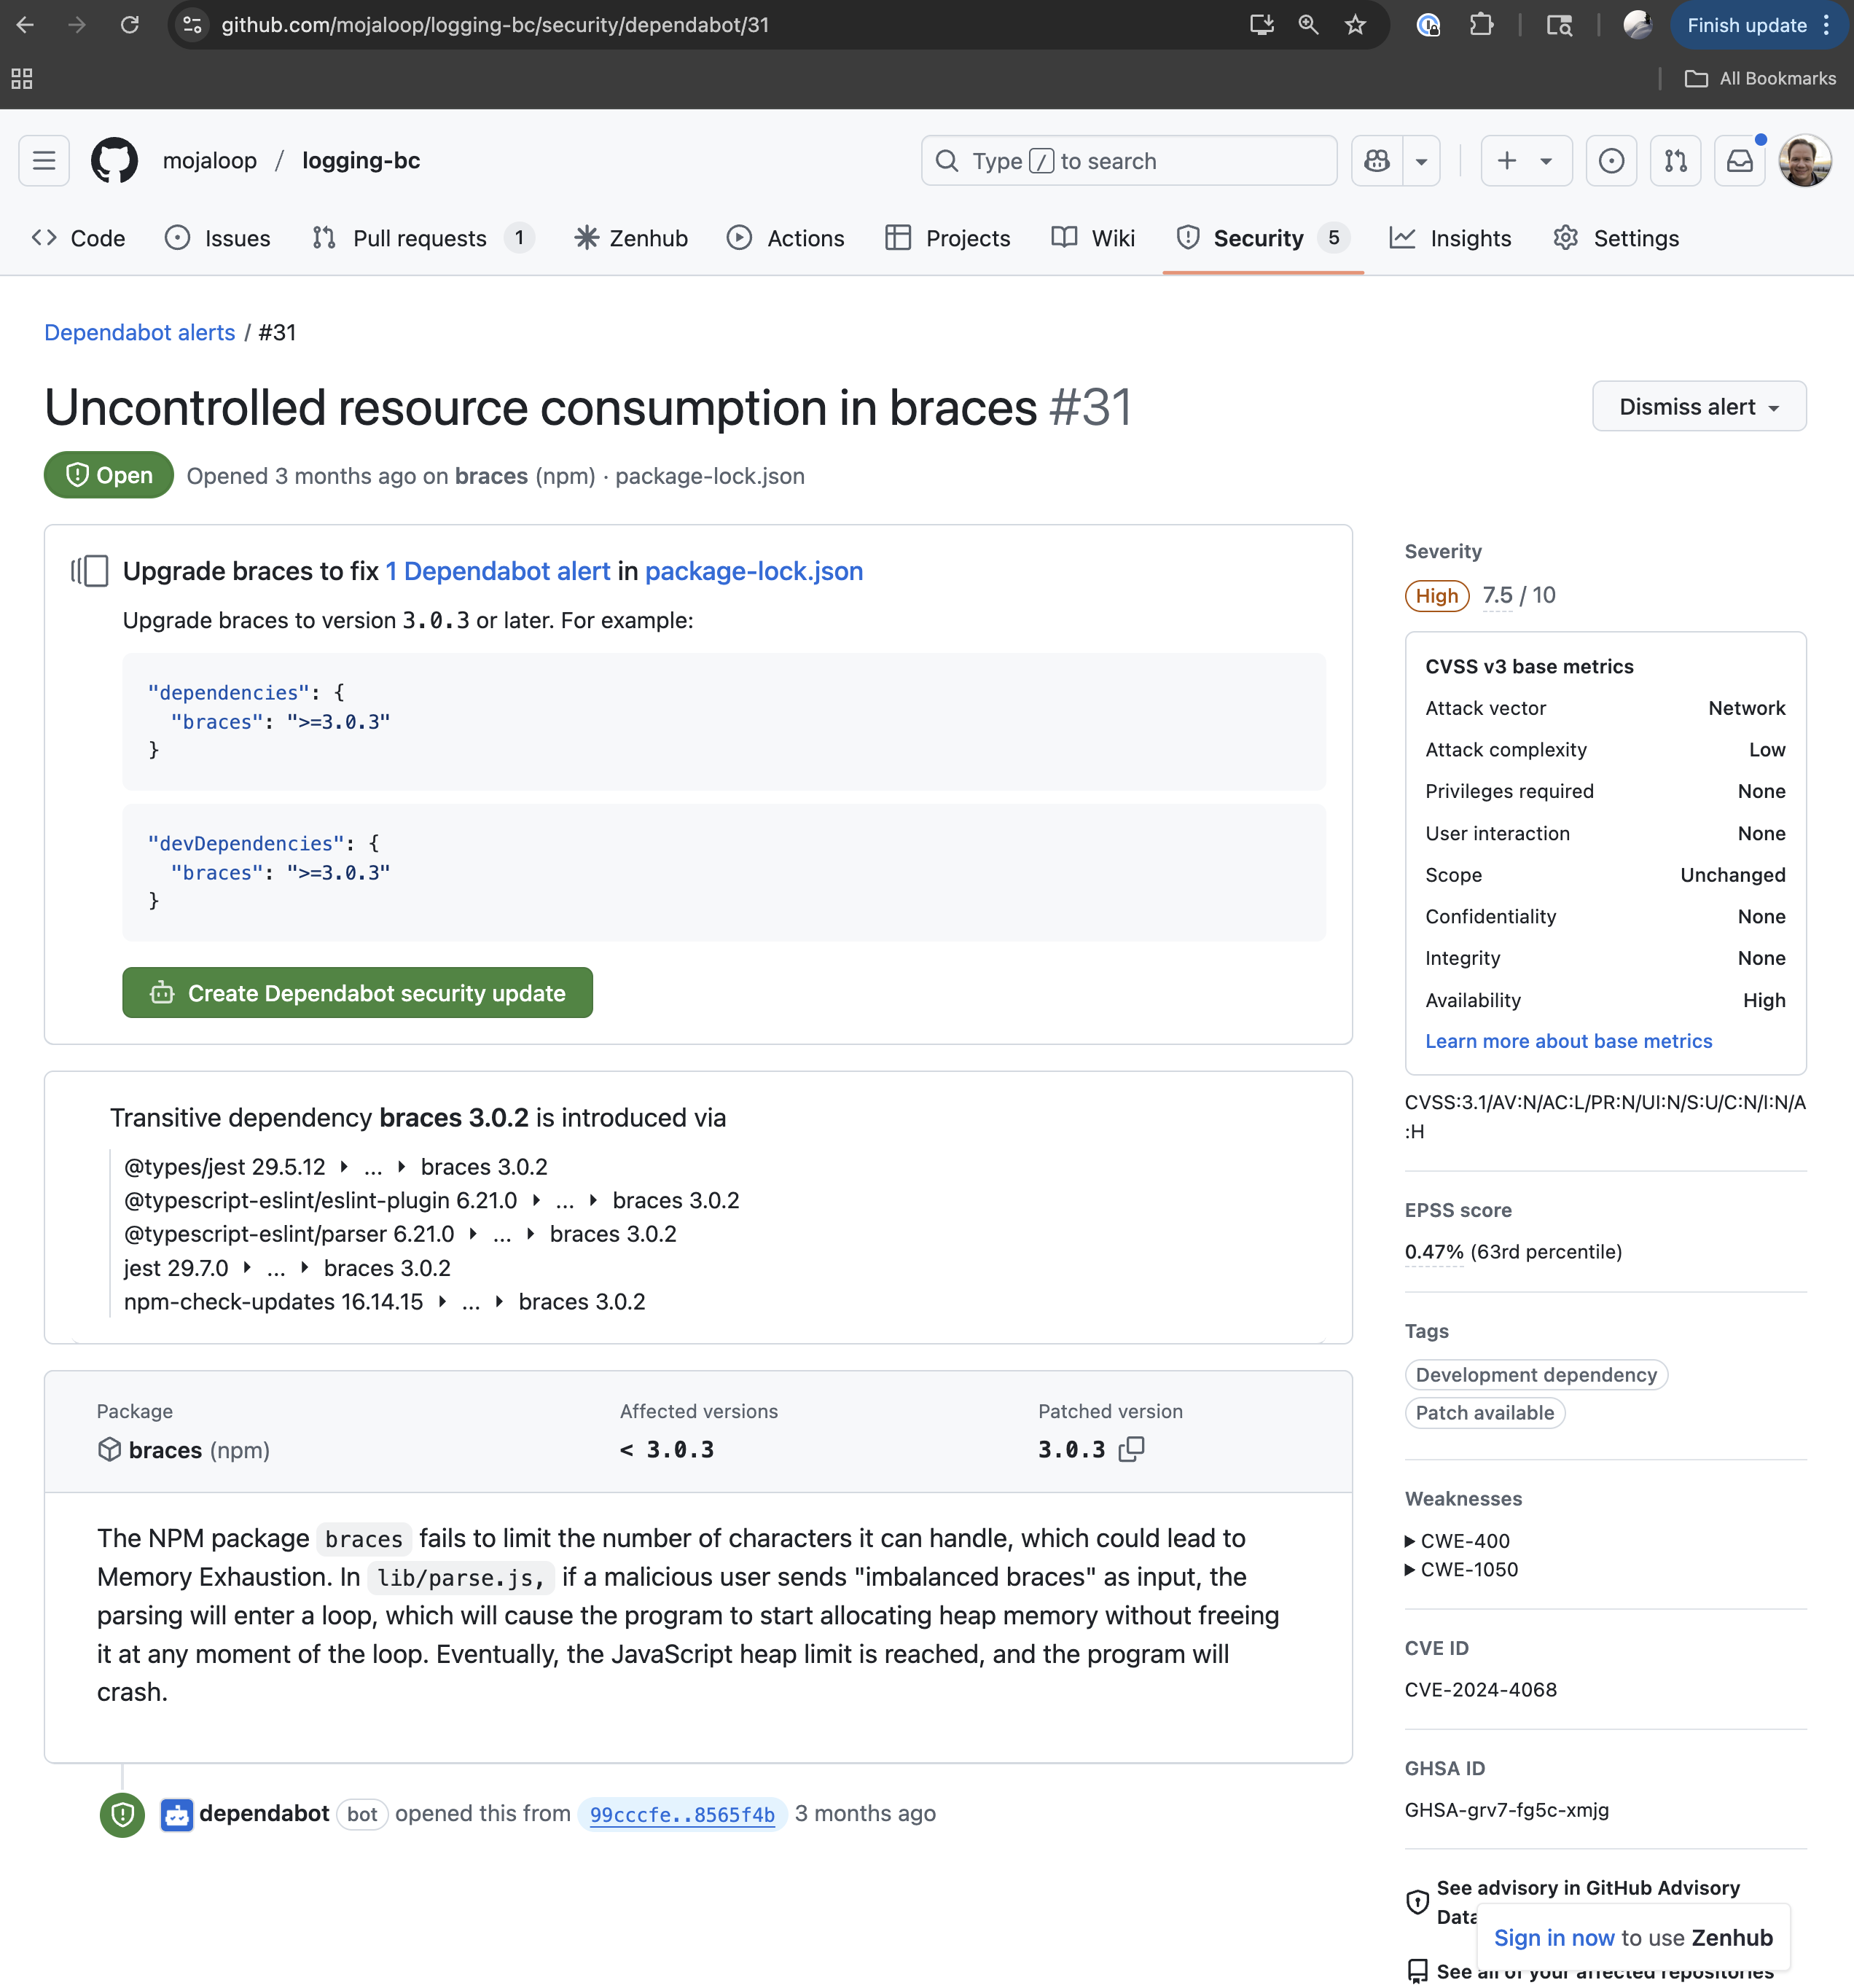 github.com/mojaloop/logging-bc/security/dependabot/31
Finish update
All Bookmarks
mojaloop / logging-bc
Type / to search
Code
Issues
Pull requests 1
Zenhub
Actions
Projects
Wiki
Security 5
Insights
Settings
Dependabot alerts / #31
Uncontrolled resource consumption in braces #31
Dismiss alert
Open
Opened 3 months ago on braces (npm) · package-lock.json
Upgrade braces to fix 1 Dependabot alert in package-lock.json
Upgrade braces to version 3.0.3 or later. For example:
"dependencies": {
"braces": ">=3.0.3"
}
"devDependencies": {
"braces": ">=3.0.3"
}
Create Dependabot security update
Transitive dependency braces 3.0.2 is introduced via
@types/jest 29.5.12 ▸ ... ▸ braces 3.0.2
@typescript-eslint/eslint-plugin 6.21.0 ▸ ... ▸ braces 3.0.2
@typescript-eslint/parser 6.21.0 ▸ ... ▸ braces 3.0.2
jest 29.7.0 ▸ ... ▸ braces 3.0.2
npm-check-updates 16.14.15 ▸ ... ▸ braces 3.0.2
Package
braces (npm)
Affected versions
< 3.0.3
Patched version
3.0.3
The NPM package braces fails to limit the number of characters it can handle, which could lead to
Memory Exhaustion. In lib/parse.js, if a malicious user sends "imbalanced braces" as input, the
parsing will enter a loop, which will cause the program to start allocating heap memory without freeing
it at any moment of the loop. Eventually, the JavaScript heap limit is reached, and the program will
crash.
dependabot bot opened this from 99cccfe..8565f4b 3 months ago
Severity
High 7.5 / 10
CVSS v3 base metrics
Attack vector Network
Attack complexity Low
Privileges required None
User interaction None
Scope Unchanged
Confidentiality None
Integrity None
Availability High
Learn more about base metrics
CVSS:3.1/AV:N/AC:L/PR:N/UI:N/S:U/C:N/I:N/A
:H
EPSS score
0.47% (63rd percentile)
Tags
Development dependency
Patch available
Weaknesses
▶ CWE-400
▶ CWE-1050
CVE ID
CVE-2024-4068
GHSA ID
GHSA-grv7-fg5c-xmjg
See advisory in GitHub Advisory
Data
Sign in now to use Zenhub
See all of your affected repositories